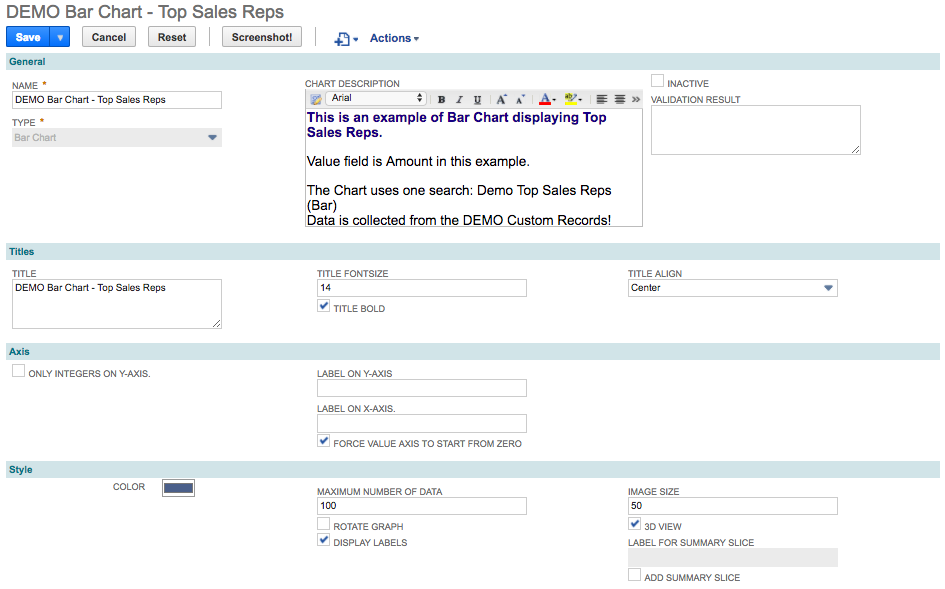 DEMO Bar Chart - Top Sales Reps
Save Cancel Reset Screenshot! Actions
General
NAME *
DEMO Bar Chart - Top Sales Reps
TYPE *
Bar Chart
CHART DESCRIPTION
Arial B I U A A A
This is an example of Bar Chart displaying Top
Sales Reps.
Value field is Amount in this example.
The Chart uses one search: Demo Top Sales Reps
(Bar)
Data is collected from the DEMO Custom Records!
INACTIVE
VALIDATION RESULT
Titles
TITLE
DEMO Bar Chart - Top Sales Reps
TITLE FONTSIZE
14
TITLE BOLD
TITLE ALIGN
Center
Axis
ONLY INTEGERS ON Y-AXIS.
LABEL ON Y-AXIS
LABEL ON X-AXIS.
FORCE VALUE AXIS TO START FROM ZERO
Style
COLOR
MAXIMUM NUMBER OF DATA
100
ROTATE GRAPH
DISPLAY LABELS
IMAGE SIZE
50
3D VIEW
LABEL FOR SUMMARY SLICE
ADD SUMMARY SLICE